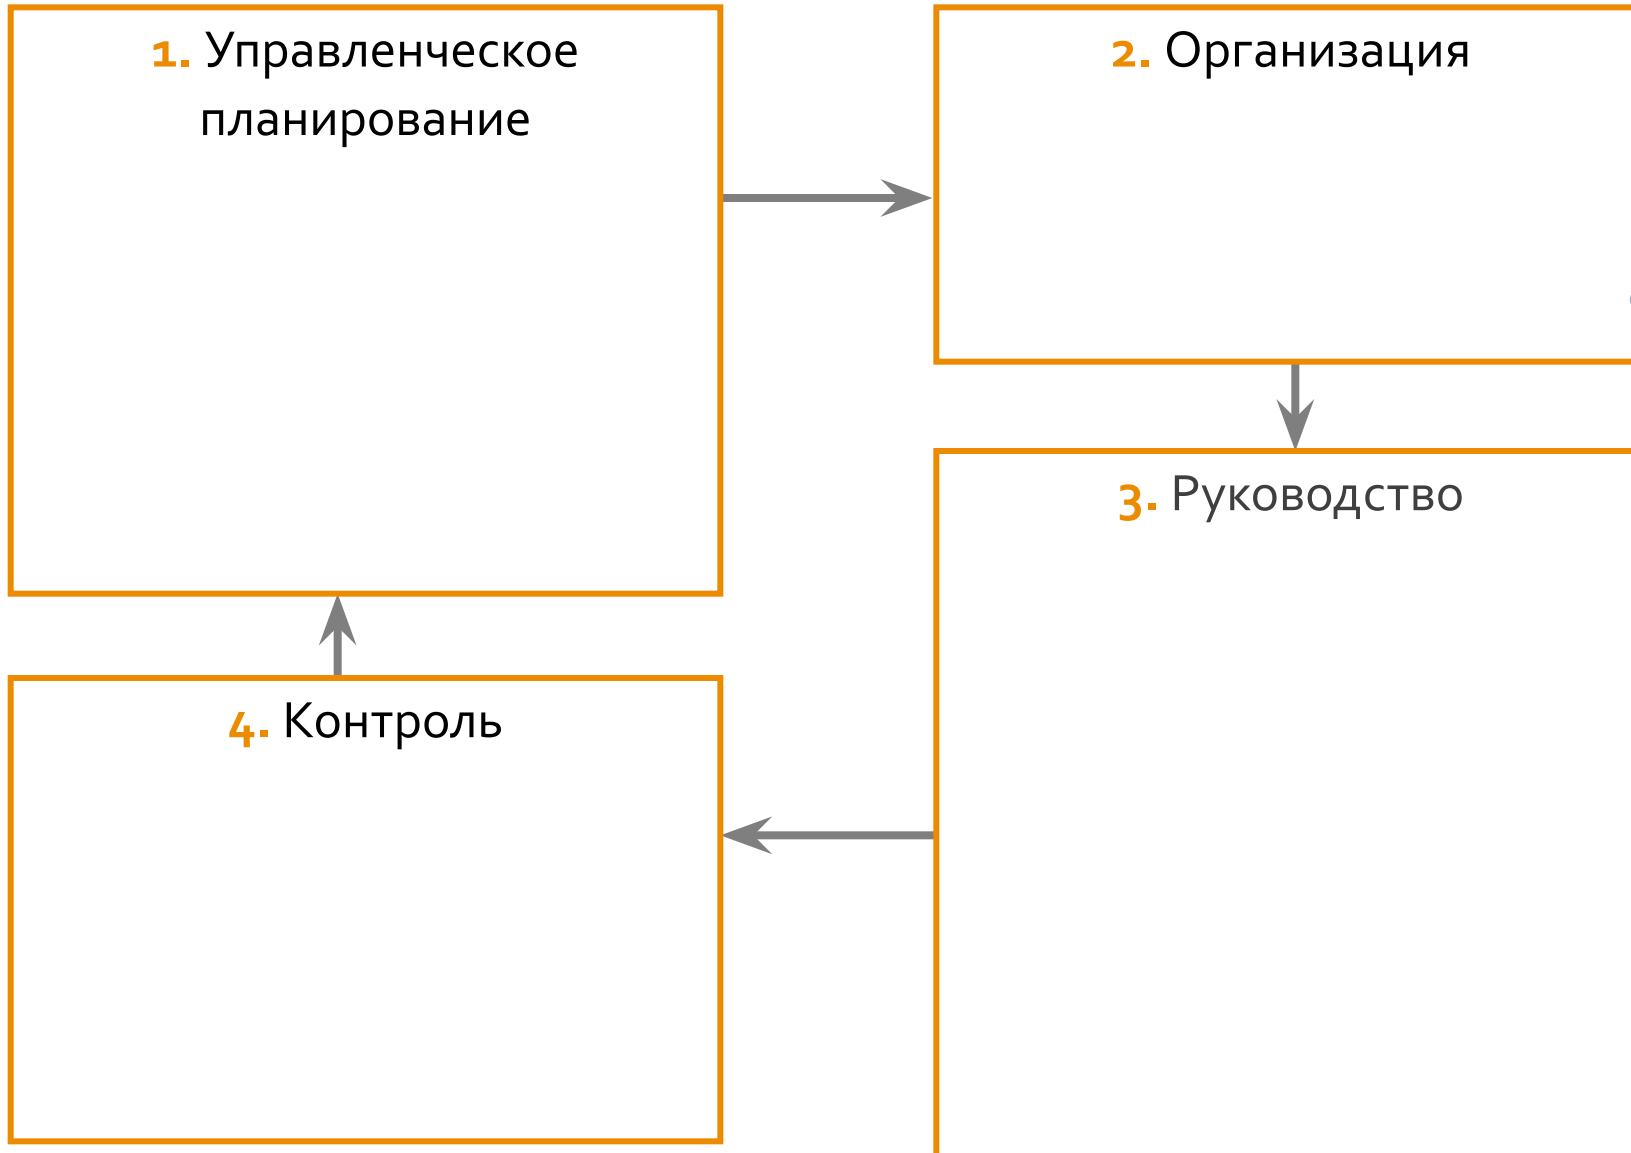 1. Управленческое
планирование
2. Организация
3. Руководство
4. Контроль